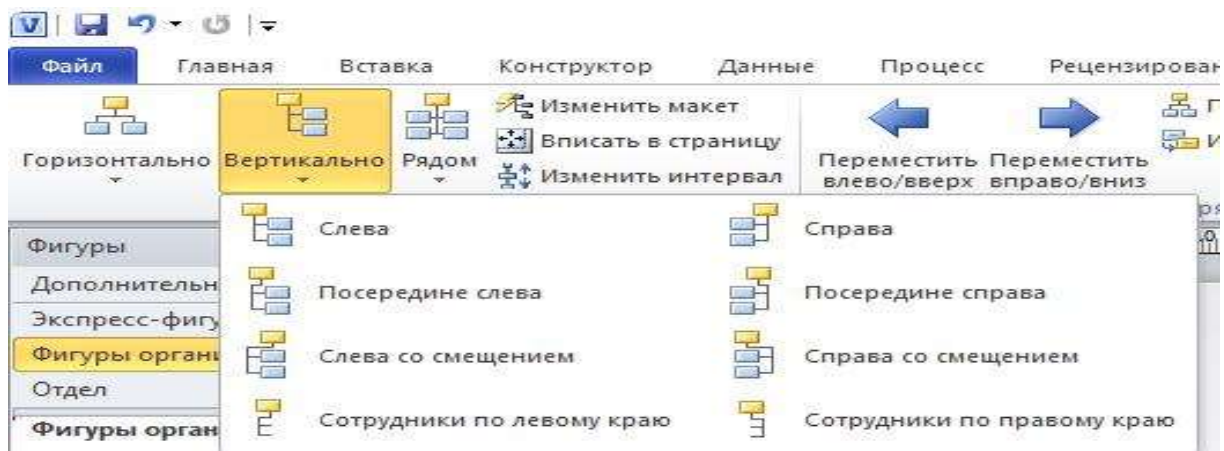 Файл Главная Вставка Конструктор Данные Процесс
Горизонтально Вертикально Рядом
Изменить макет
Вписать в страницу
Изменить интервал
Переместить влево/вверх
Переместить вправо/вниз
Слева Справа
Посередине слева Посередине справа
Слева со смещением Справа со смещением
Сотрудники по левому краю Сотрудники по правому краю
Фигуры
Отдел